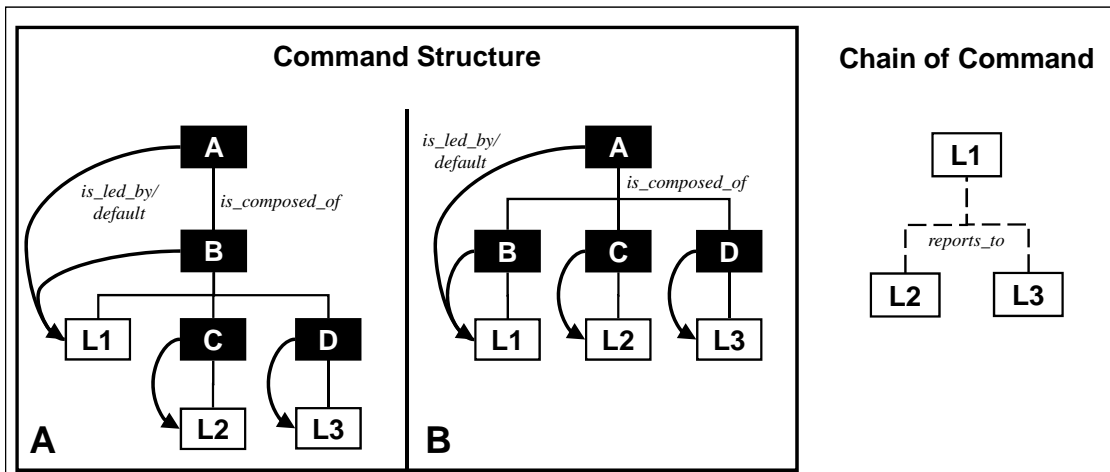 Command Structure
Chain of Command
A
is_led_by/
default
is_composed_of
B
L1
C
D
L2
L3
A
is_led_by/
default
A
is_composed_of
B
C
D
L1
L2
L3
B
L1
reports_to
L2
L3